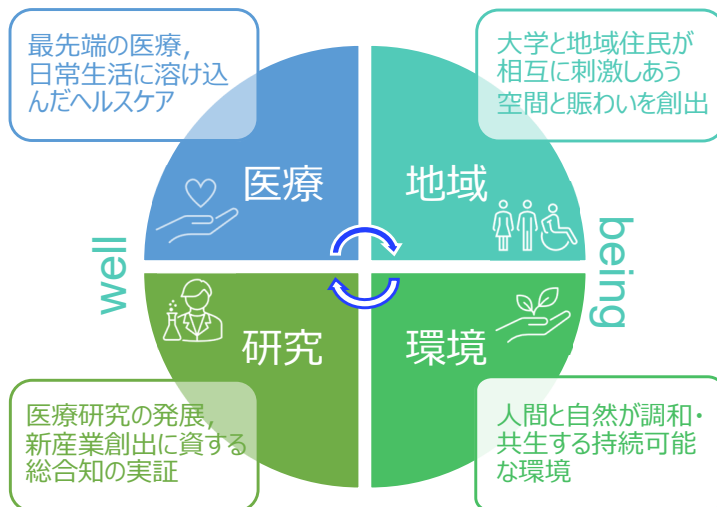 最先端の医療,
日常生活に溶け込
んだヘルスケア
大学と地域住民が
相互に刺激しあう
空間と賑わいを創出
医療
地域
well
being
研究
環境
医療研究の発展,
新産業創出に資する
総合知の実証
人間と自然が調和・
共生する持続可能
な環境